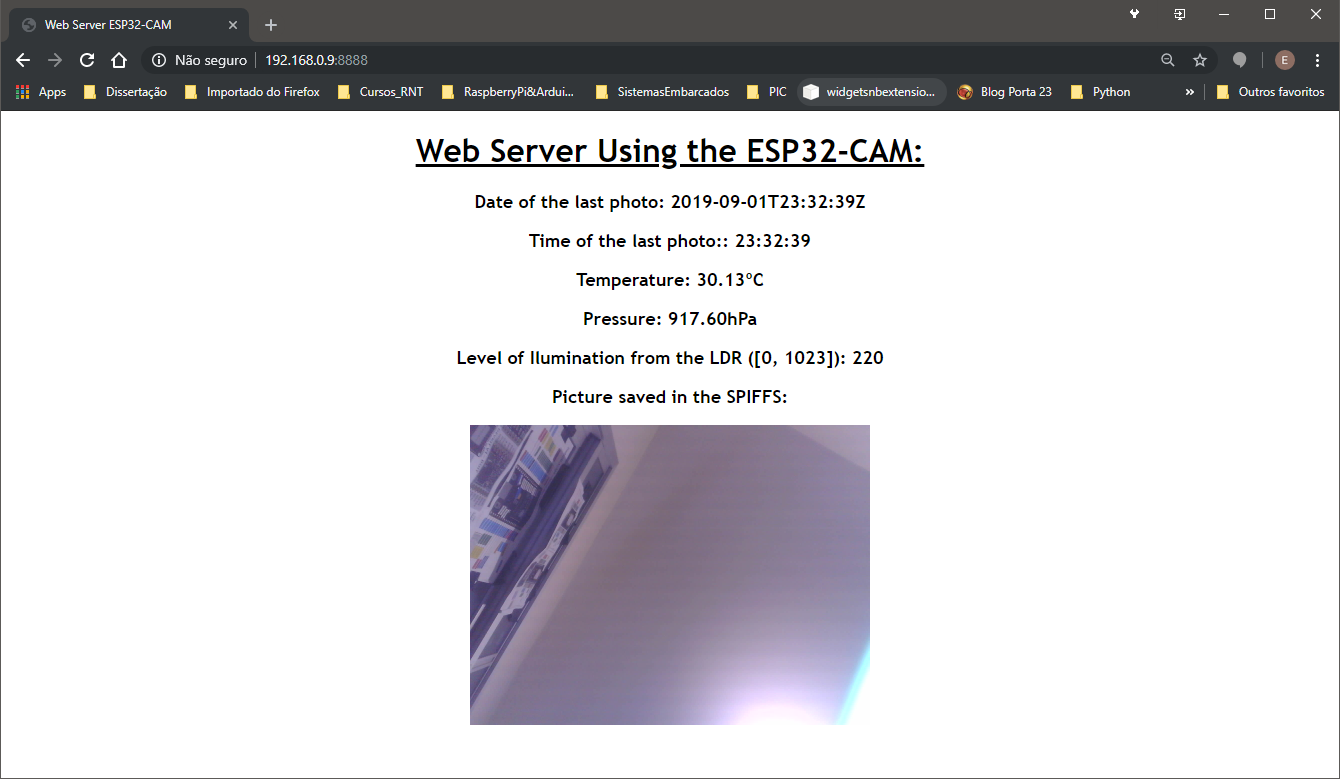 Web Server ESP32-CAM
Não seguro 192.168.0.9:8888
E
Apps Dissertação Importado do Firefox Cursos_RNT RaspberryPi&Ardui... SistemasEmbarcados PIC widgetsnbextensio... Blog Porta 23 Python » Outros favoritos
Web Server Using the ESP32-CAM:
Date of the last photo: 2019-09-01T23:32:39Z
Time of the last photo:: 23:32:39
Temperature: 30.13°C
Pressure: 917.60hPa
Level of Ilumination from the LDR ([0, 1023]): 220
Picture saved in the SPIFFS: